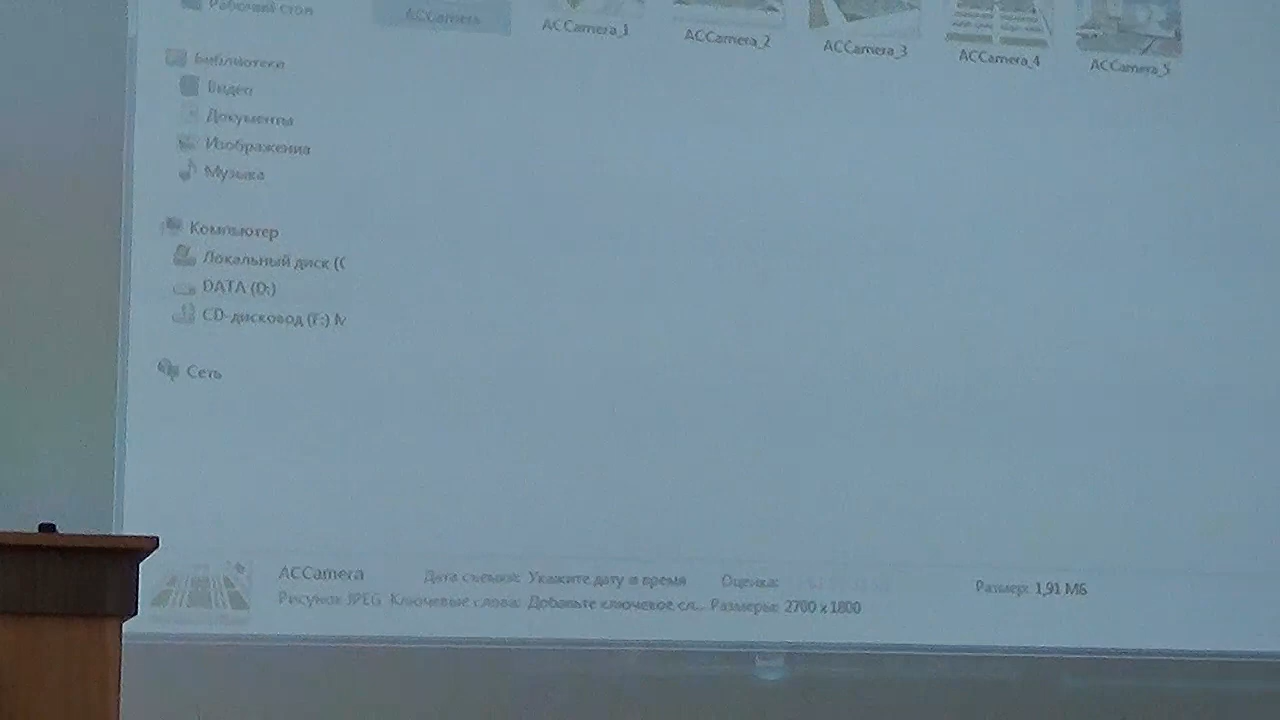 Рабочий стол
ACCamera
ACCamera_1
ACCamera_2
ACCamera_3
ACCamera_4
ACCamera_5
Библиотеки
Видео
Документы
Изображения
Музыка
Компьютер
Локальный диск (C
DATA (D:)
CD-дисковод (F:) M
Сеть
ACCamera Дата съемки: Укажите дату и время Оценка: Размер: 1,91 МБ
Рисунок JPEG Ключевые слова: Добавьте ключевое сл... Размеры: 2700 x 1800